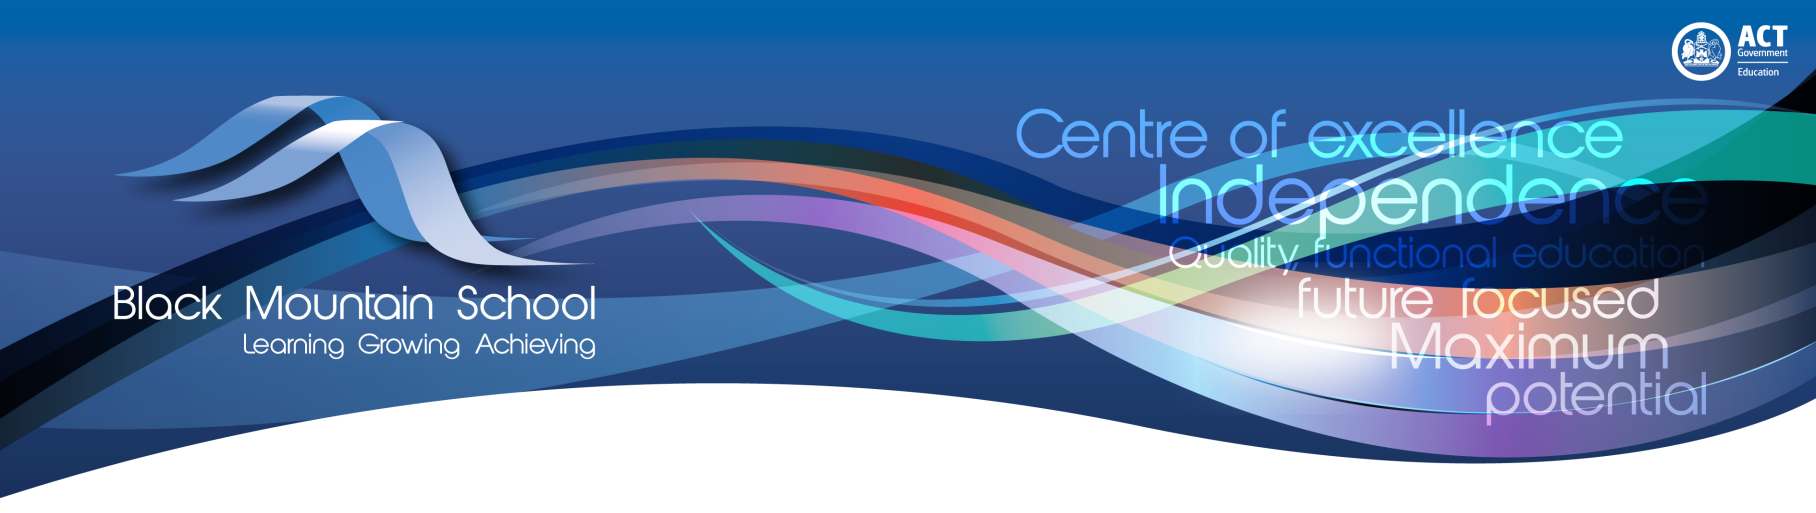 ACT
Government
Education
Centre of excellence
Independence
Quality functional education
future focused
Maximum
potential
Black Mountain School
Learning Growing Achieving